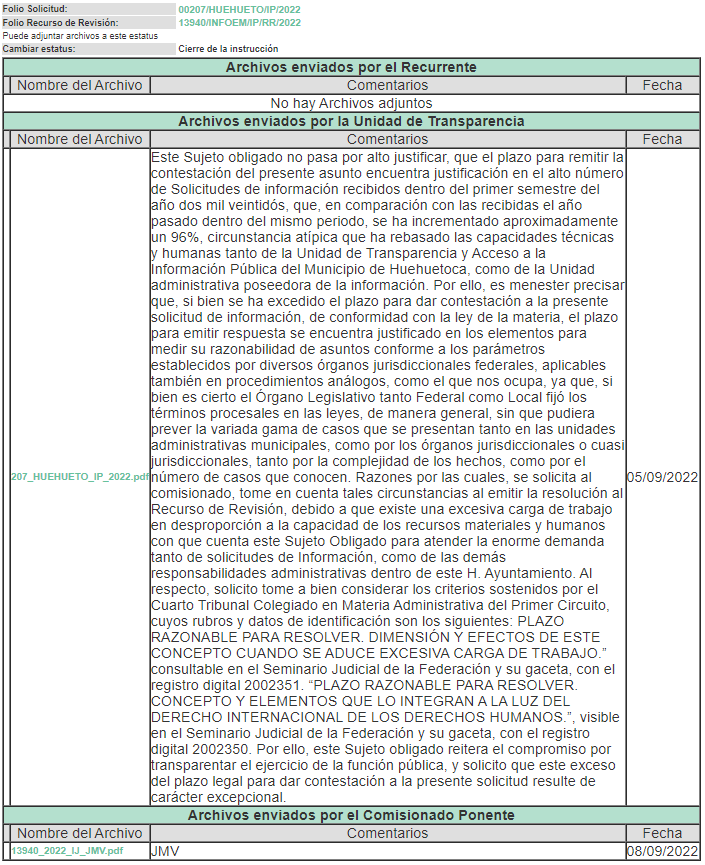 Folio Solicitud: 00207/HUEHUETO/IP/2022
Folio Recurso de Revisión: 13940/INFOEM/IP/RR/2022
Puede adjuntar archivos a este estatus
Cambiar estatus: Cierre de la instrucción
Archivos enviados por el Recurrente
Nombre del Archivo Comentarios Fecha
No hay Archivos adjuntos
Archivos enviados por la Unidad de Transparencia
Nombre del Archivo Comentarios Fecha
Este Sujeto obligado no pasa por alto justificar, que el plazo para remitir la
contestación del presente asunto encuentra justificación en el alto número
de Solicitudes de información recibidos dentro del primer semestre del
año dos mil veintidós, que, en comparación con las recibidas el año
pasado dentro del mismo periodo, se ha incrementado aproximadamente
un 96%, circunstancia atípica que ha rebasado las capacidades técnicas
y humanas tanto de la Unidad de Transparencia y Acceso a la
Información Pública del Municipio de Huehuetoca, como de la Unidad
administrativa poseedora de la información. Por ello, es menester precisar
que, si bien se ha excedido el plazo para dar contestación a la presente
solicitud de información, de conformidad con la ley de la materia, el plazo
para emitir respuesta se encuentra justificado en los elementos para
medir su razonabilidad de asuntos conforme a los parámetros
establecidos por diversos órganos jurisdiccionales federales, aplicables
también en procedimientos análogos, como el que nos ocupa, ya que, si
bien es cierto el Órgano Legislativo tanto Federal como Local fijó los
términos procesales en las leyes, de manera general, sin que pudiera
prever la variada gama de casos que se presentan tanto en las unidades
administrativas municipales, como por los órganos jurisdiccionales o cuasi
jurisdiccionales, tanto por la complejidad de los hechos, como por el
207_HUEHUETO_IP_2022.pdf número de casos que conocen. Razones por las cuales, se solicita al 05/09/2022
comisionado, tome en cuenta tales circunstancias al emitir la resolución al
Recurso de Revisión, debido a que existe una excesiva carga de trabajo
en desproporción a la capacidad de los recursos materiales y humanos
con que cuenta este Sujeto Obligado para atender la enorme demanda
tanto de solicitudes de Información, como de las demás
responsabilidades administrativas dentro de este H. Ayuntamiento. Al
respecto, solicito tome a bien considerar los criterios sostenidos por el
Cuarto Tribunal Colegiado en Materia Administrativa del Primer Circuito,
cuyos rubros y datos de identificación son los siguientes: PLAZO
RAZONABLE PARA RESOLVER. DIMENSIÓN Y EFECTOS DE ESTE
CONCEPTO CUANDO SE ADUCE EXCESIVA CARGA DE TRABAJO.”
consultable en el Seminario Judicial de la Federación y su gaceta, con el
registro digital 2002351. “PLAZO RAZONABLE PARA RESOLVER.
CONCEPTO Y ELEMENTOS QUE LO INTEGRAN A LA LUZ DEL
DERECHO INTERNACIONAL DE LOS DERECHOS HUMANOS.”, visible
en el Seminario Judicial de la Federación y su gaceta, con el registro
digital 2002350. Por ello, este Sujeto obligado reitera el compromiso por
transparentar el ejercicio de la función pública, y solicito que este exceso
del plazo legal para dar contestación a la presente solicitud resulte de
carácter excepcional.
Archivos enviados por el Comisionado Ponente
Nombre del Archivo Comentarios Fecha
13940_2022_IJ_JMV.pdf JMV 08/09/2022